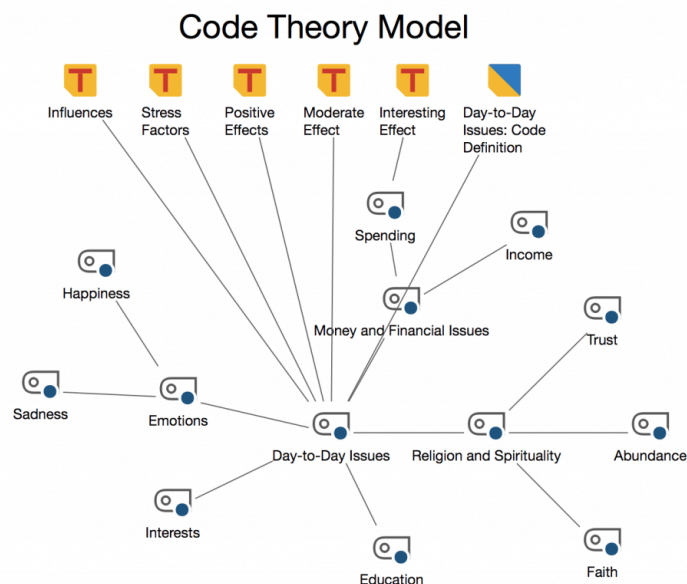 Code Theory Model
T
T
T
T
T
Influences
Stress
Factors
Positive
Effects
Moderate
Effect
Interesting
Effect
Day-to-Day
Issues: Code
Definition
Spending
Income
Happiness
Money and Financial Issues
Trust
Sadness
Emotions
Day-to-Day Issues
Religion and Spirituality
Abundance
Interests
Education
Faith